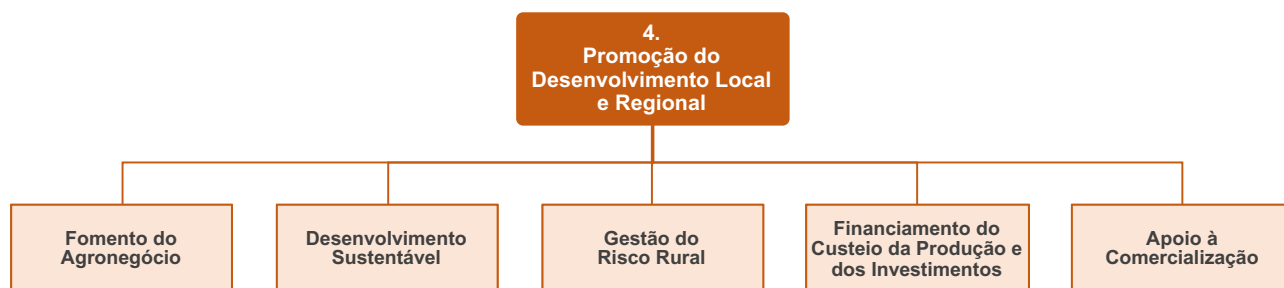 4.
Promoção do
Desenvolvimento Local
e Regional
Fomento do
Agronegócio
Desenvolvimento
Sustentável
Gestão do
Risco Rural
Financiamento do
Custeio da Produção e
dos Investimentos
Apoio à
Comercialização